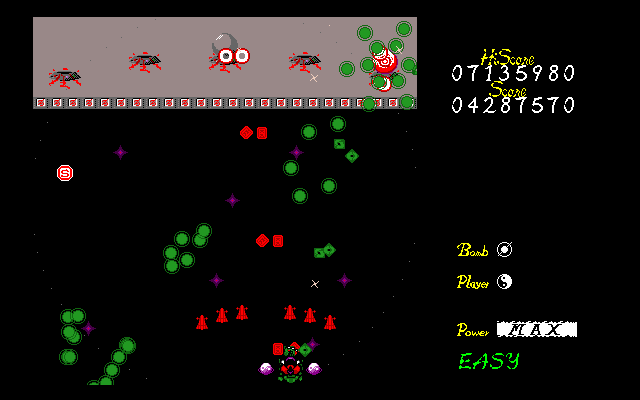 HiScore
07135980
Score
04287570
S
Bomb
Player
Power MAX
EASY